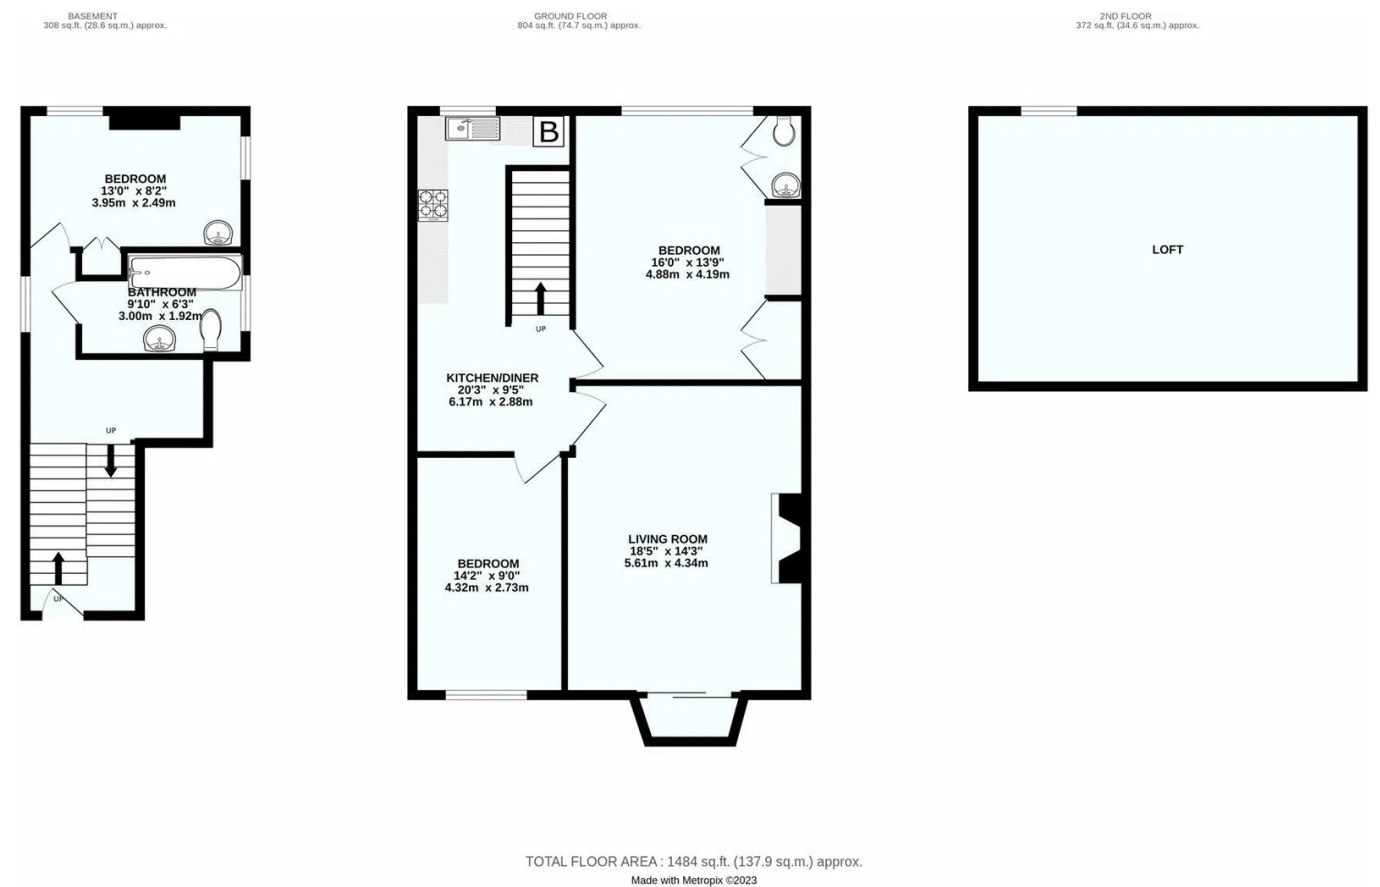 BASEMENT
308 sq.ft. (28.6 sq.m.) approx.
GROUND FLOOR
804 sq.ft. (74.7 sq.m.) approx.
2ND FLOOR
372 sq.ft. (34.6 sq.m.) approx.
BEDROOM
13'0" x 8'2"
3.95m x 2.49m
BATHROOM
9'10" x 6'3"
3.00m x 1.92m
UP
UP
B
BEDROOM
16'0" x 13'9"
4.88m x 4.19m
UP
KITCHEN/DINER
20'3" x 9'5"
6.17m x 2.88m
LIVING ROOM
18'5" x 14'3"
5.61m x 4.34m
BEDROOM
14'2" x 9'0"
4.32m x 2.73m
LOFT
TOTAL FLOOR AREA : 1484 sq.ft. (137.9 sq.m.) approx.
Made with Metropix ©2023